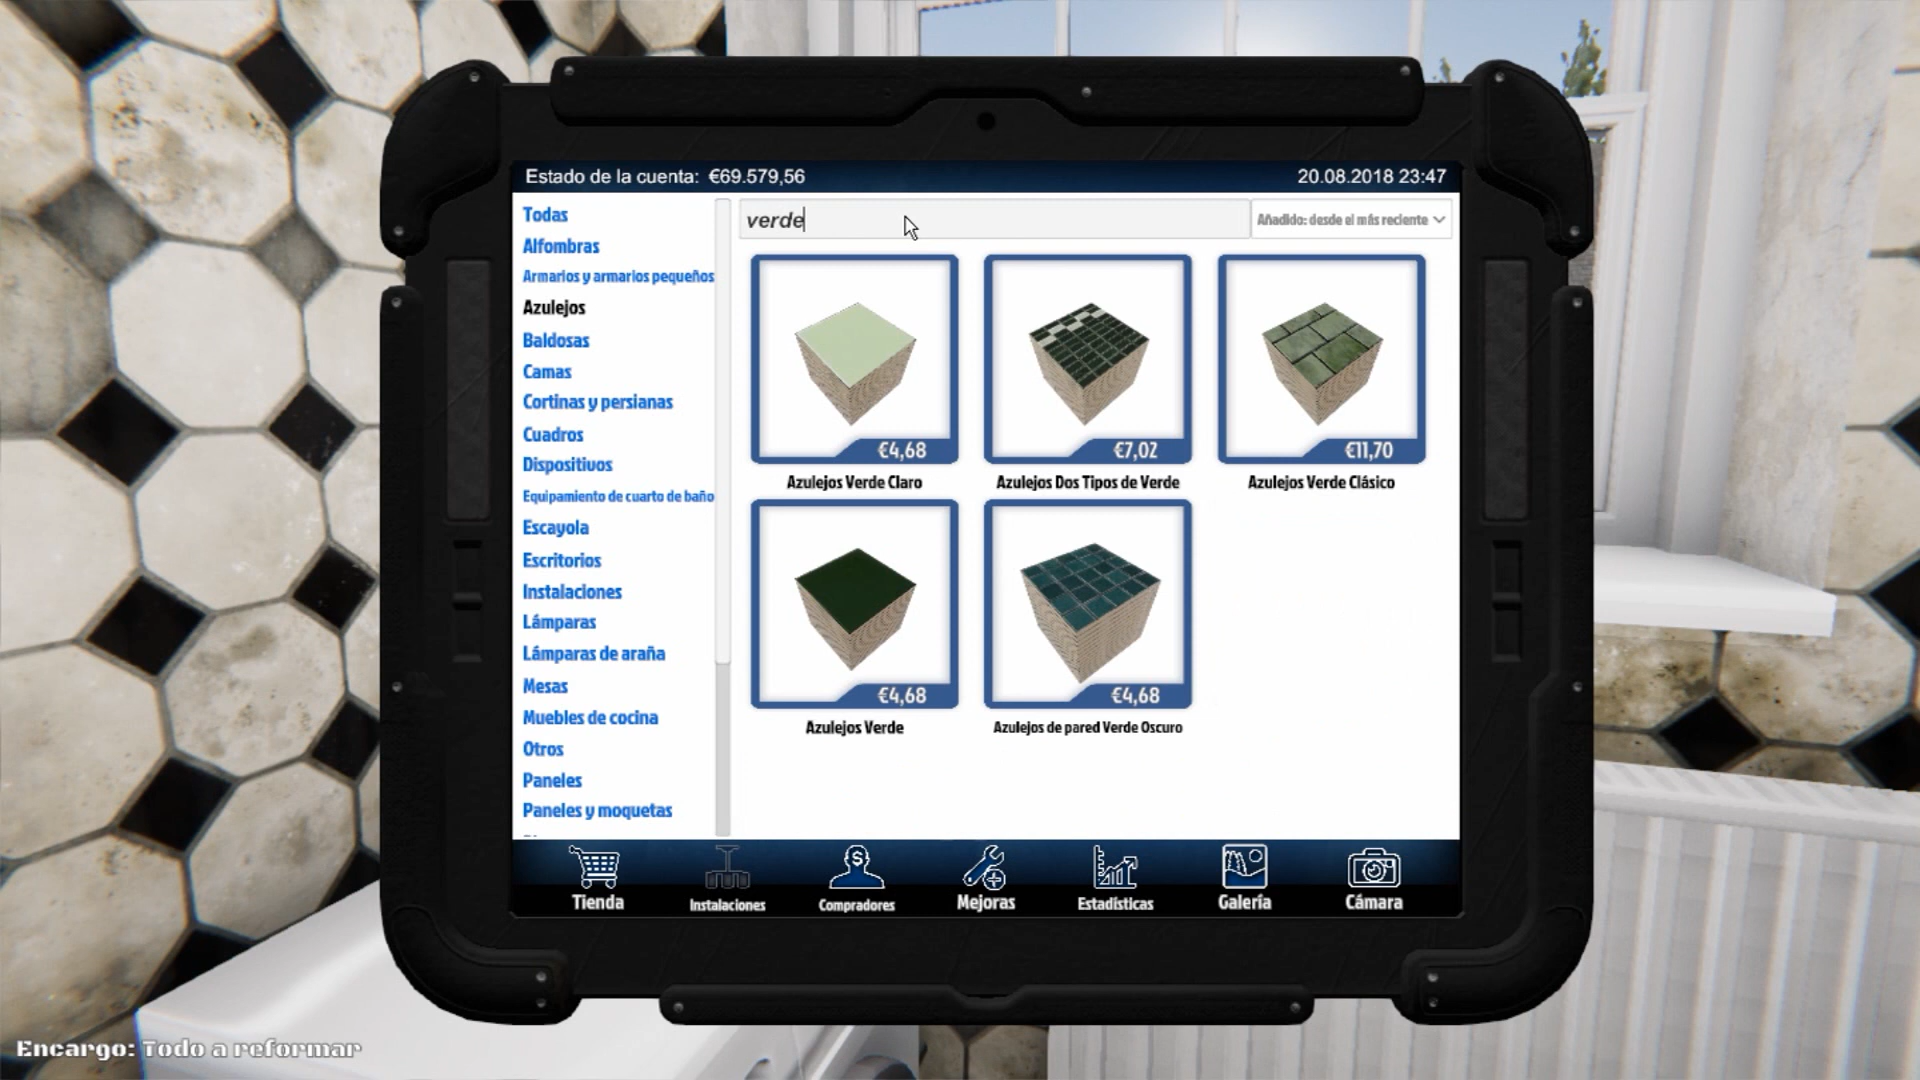 Estado de la cuenta: €69.579,56
20.08.2018 23:47
Todas
Alfombras
Armarios y armarios pequeños
Azulejos
Baldosas
Camas
Cortinas y persianas
Cuadros
Dispositivos
Equipamiento de cuarto de baño
Escayola
Escritorios
Instalaciones
Lámparas
Lámparas de araña
Mesas
Muebles de cocina
Otros
Paneles
Paneles y moquetas
verde
Añadido: desde el más reciente
€4,68
€7,02
€11,70
Azulejos Verde Claro
Azulejos Dos Tipos de Verde
Azulejos Verde Clásico
€4,68
€4,68
Azulejos Verde
Azulejos de pared Verde Oscuro
Tienda
Instalaciones
Compradores
Mejoras
Estadísticas
Galería
Cámara
Encargo: Todo a reformar